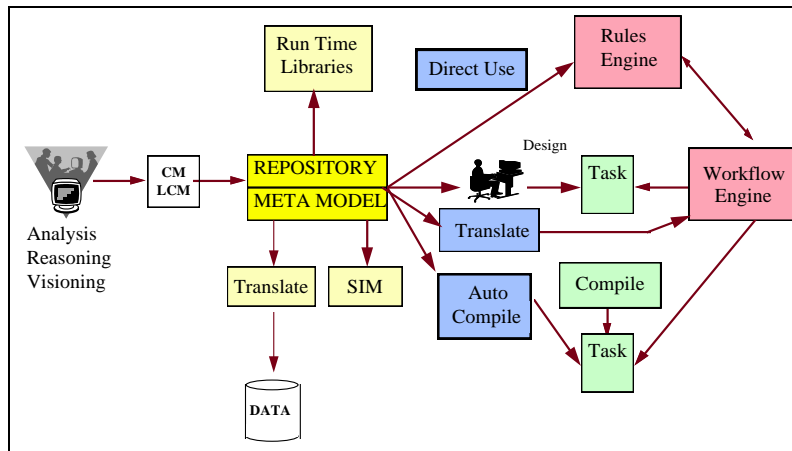 Run Time
Libraries
Direct Use
Rules
Engine
Design
CM
LCM
REPOSITORY
META MODEL
Task
Workflow
Engine
Analysis
Reasoning
Visioning
Translate
Translate
SIM
Auto
Compile
Compile
Task
DATA